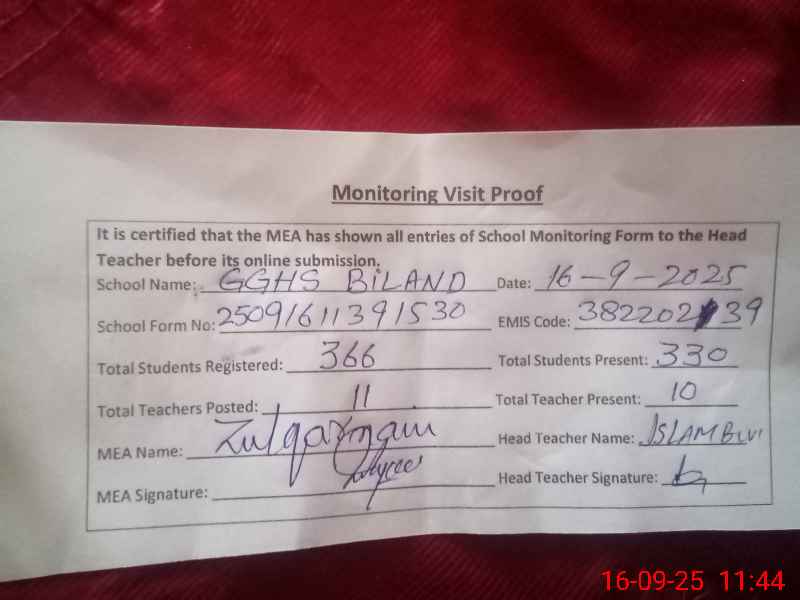 Monitoring Visit Proof
It is certified that the MEA has shown all entries of School Monitoring Form to the Head
Teacher before its online submission.
School Name: GGHS BILAND Date: 16-9-2025
School Form No: 25091611391530 EMIS Code:
Total Students Registered: 366 Total Students Present: 330
Total Teachers Posted: 11 Total Teacher Present: 10
MEA Name: Head Teacher Name: ISLAM BIVI
MEA Signature: Head Teacher Signature:
16-09-25 11:44